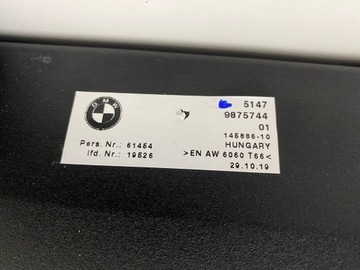 BMW
5147
9875744
01
145886-10
Pers. Nr.: 61454 HUNGARY
lfd. Nr.: 19526 >EN AW 6060 T66<
29.10.19